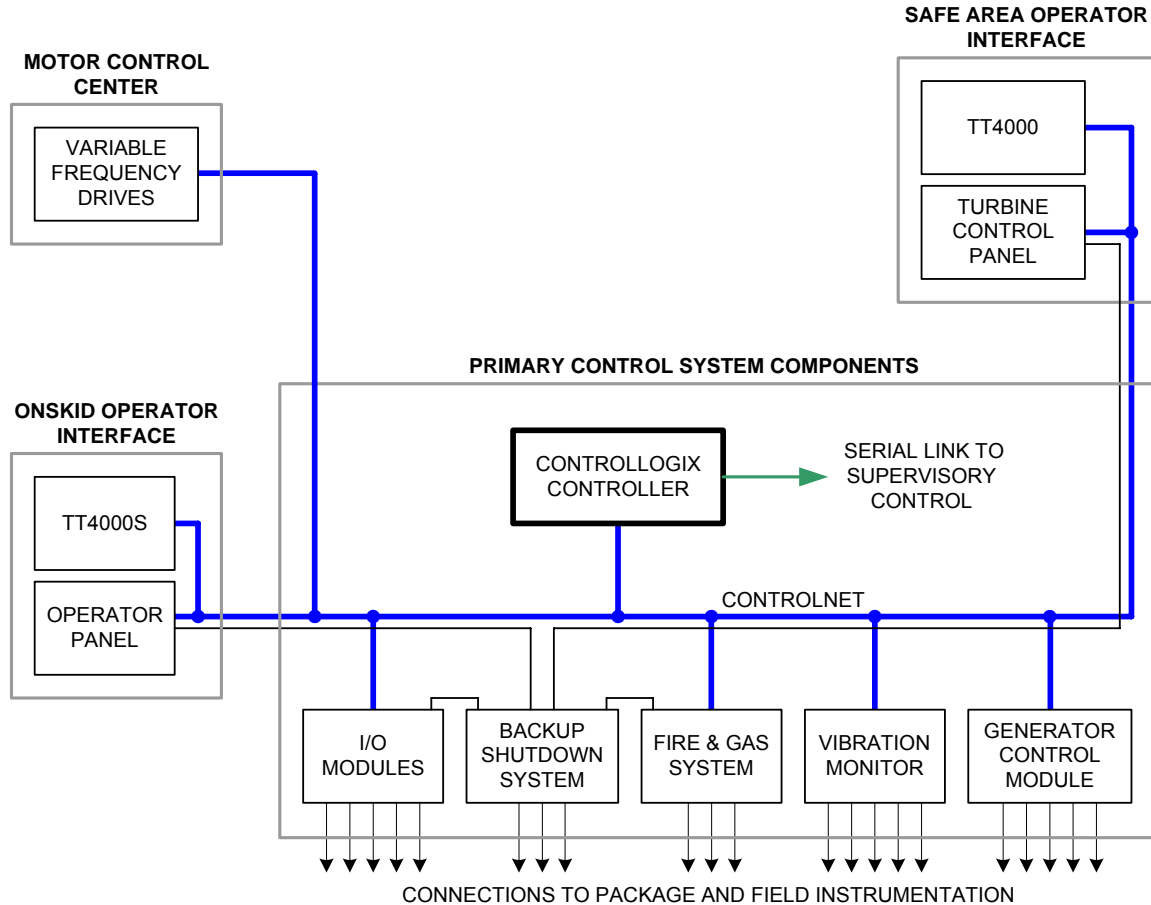 SAFE AREA OPERATOR
INTERFACE
MOTOR CONTROL
CENTER
TT4000
VARIABLE
FREQUENCY
DRIVES
TURBINE
CONTROL
PANEL
PRIMARY CONTROL SYSTEM COMPONENTS
ONSKID OPERATOR
INTERFACE
CONTROLLOGIX
CONTROLLER
SERIAL LINK TO
SUPERVISORY
CONTROL
TT4000S
OPERATOR
PANEL
CONTROLNET
I/O
MODULES
BACKUP
SHUTDOWN
SYSTEM
FIRE & GAS
SYSTEM
VIBRATION
MONITOR
GENERATOR
CONTROL
MODULE
CONNECTIONS TO PACKAGE AND FIELD INSTRUMENTATION